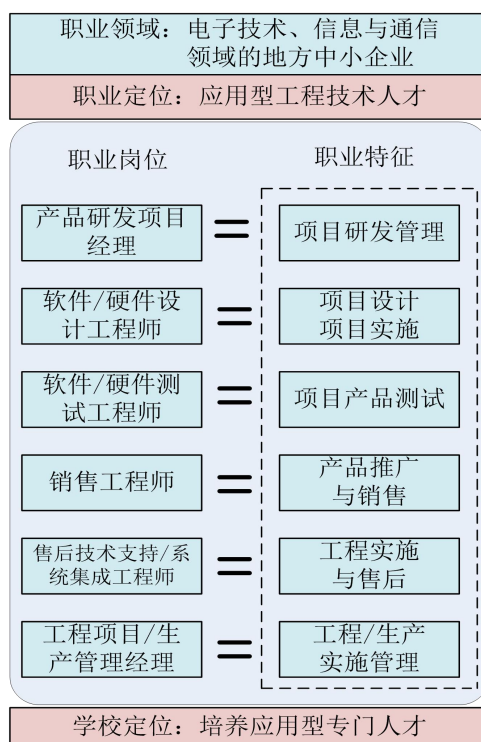 职业领域：电子技术、信息与通信
领域的地方中小企业
职业定位：应用型工程技术人才
职业岗位 职业特征
产品研发项目
经理
=
项目研发管理
软件/硬件设
计工程师
=
项目设计
项目实施
软件/硬件测
试工程师
=
项目产品测试
销售工程师
=
产品推广
与销售
售后技术支持/系
统集成工程师
=
工程实施
与售后
工程项目/生
产管理经理
=
工程/生产
实施管理
学校定位：培养应用型专门人才